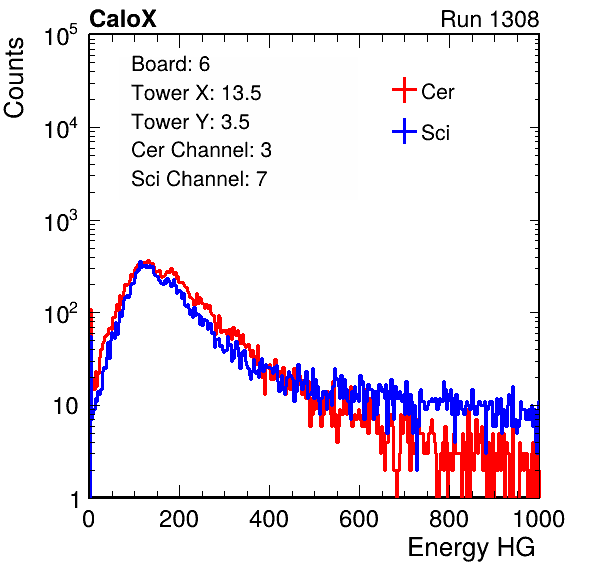 CaloX Run 1308
Counts
Board: 6
Tower X: 13.5
Tower Y: 3.5
Cer Channel: 3
Sci Channel: 7
Cer
Sci
10^5
10^4
10^3
10^2
10
1
0 200 400 600 800 1000
Energy HG